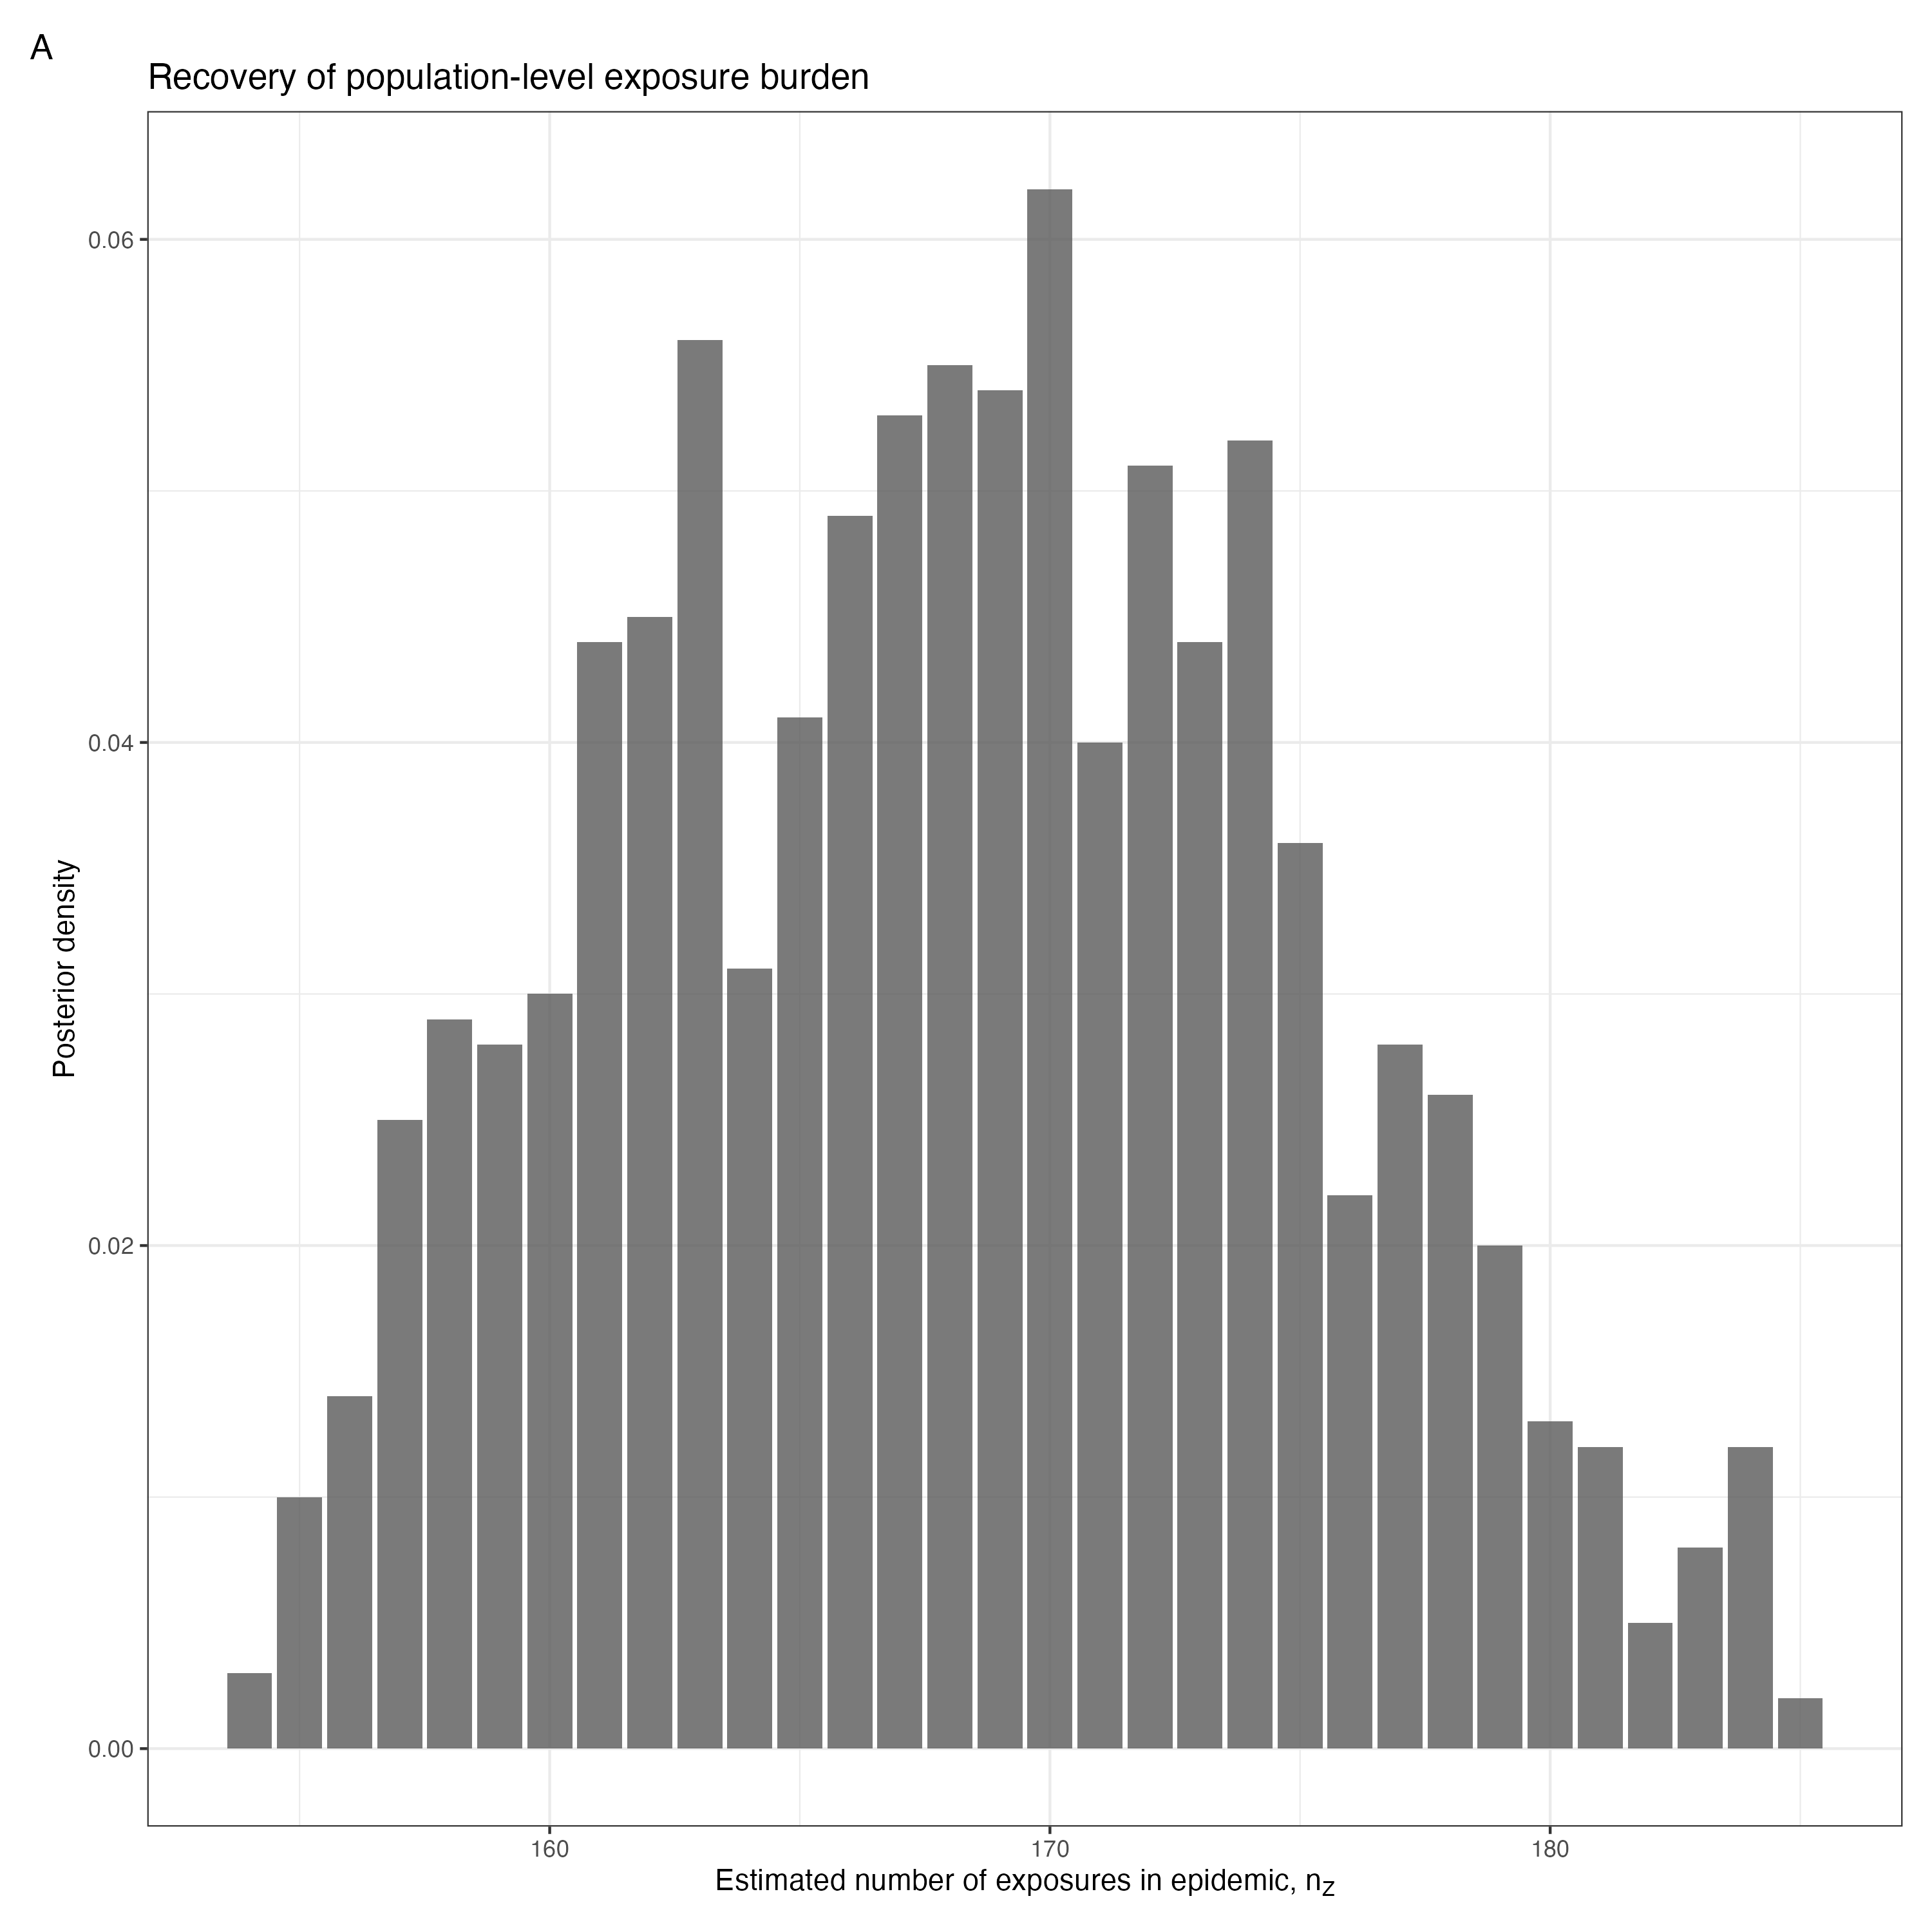 A
Recovery of population-level exposure burden
0.06
0.04
0.02
0.00
Posterior density
160 170 180
Estimated number of exposures in epidemic, nZ